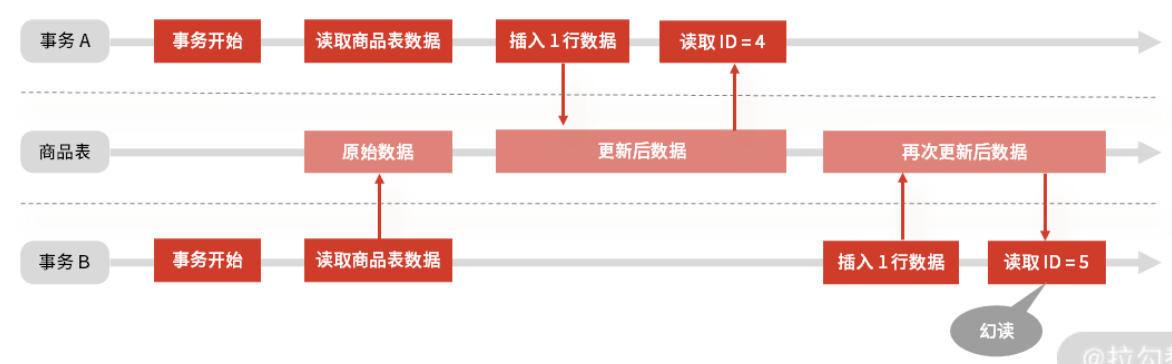 事务 A
事务开始
读取商品表数据
插入 1 行数据
读取 ID = 4
商品表
原始数据
更新后数据
再次更新后数据
事务 B
事务开始
读取商品表数据
插入 1 行数据
读取 ID = 5
幻读
@拉勾